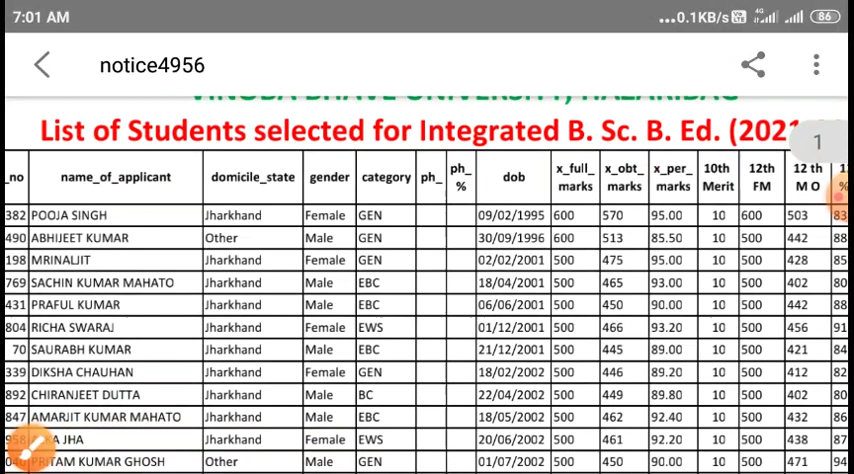 7:01 AM ...0.1KB/s 4G 86
notice4956
VINOBA BHAVE UNIVERSITY, HAZARIBAG
List of Students selected for Integrated B. Sc. B. Ed. (2021 1
_no name_of_applicant domicile_state gender category ph_ ph_% dob x_full_marks x_obt_marks x_per_marks 10th Merit 12th FM 12 th M O
382 POOJA SINGH Jharkhand Female GEN 09/02/1995 600 570 95.00 10 600 503 83
490 ABHIJEET KUMAR Other Male GEN 30/09/1996 600 513 85.50 10 500 442 88
198 MRINALJIT Jharkhand Female GEN 02/02/2001 500 475 95.00 10 500 428 85
769 SACHIN KUMAR MAHATO Jharkhand Male EBC 18/04/2001 500 465 93.00 10 500 402 80
431 PRAFUL KUMAR Jharkhand Male EBC 06/06/2001 500 450 90.00 10 500 442 88
804 RICHA SWARAJ Jharkhand Female EWS 01/12/2001 500 466 93.20 10 500 456 91
70 SAURABH KUMAR Jharkhand Male EBC 21/12/2001 500 445 89.00 10 500 421 84
339 DIKSHA CHAUHAN Jharkhand Female GEN 18/02/2002 500 446 89.20 10 500 412 82
892 CHIRANJEET DUTTA Jharkhand Male BC 22/04/2002 500 449 89.80 10 500 402 80
847 AMARJIT KUMAR MAHATO Jharkhand Male EBC 18/05/2002 500 462 92.40 10 500 432 86
JHA Jharkhand Female EWS 20/06/2002 500 461 92.20 10 500 438 87
PRITAM KUMAR GHOSH Other Male GEN 01/07/2002 500 450 90.00 10 500 471 94